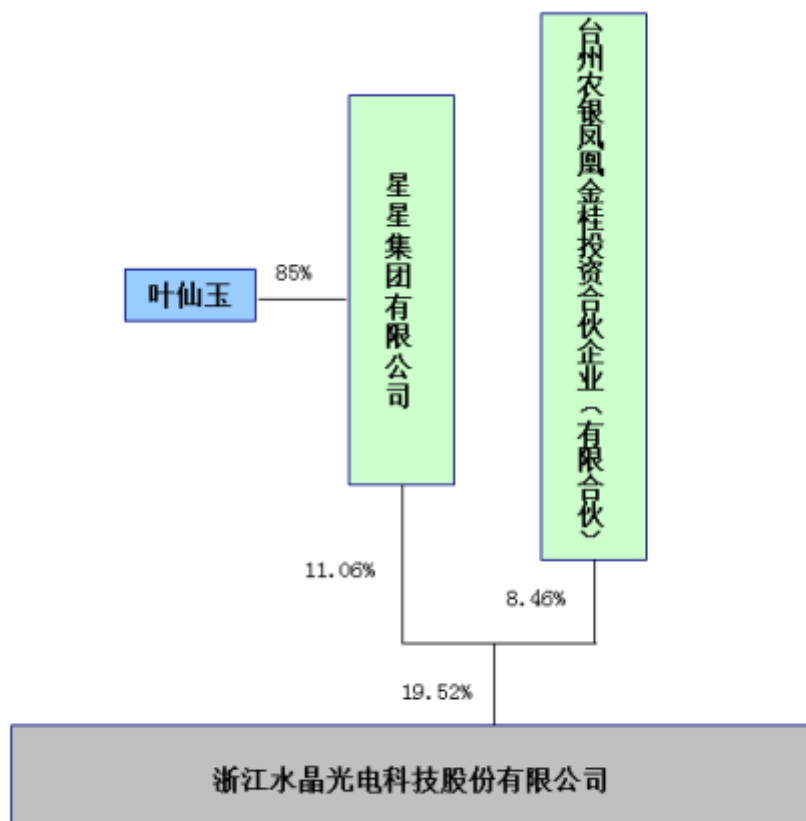 台州农银凤凰金桂投资合伙企业（有限合伙）
星星集团有限公司
85%
叶仙玉
11.06%
8.46%
19.52%
浙江水晶光电科技股份有限公司